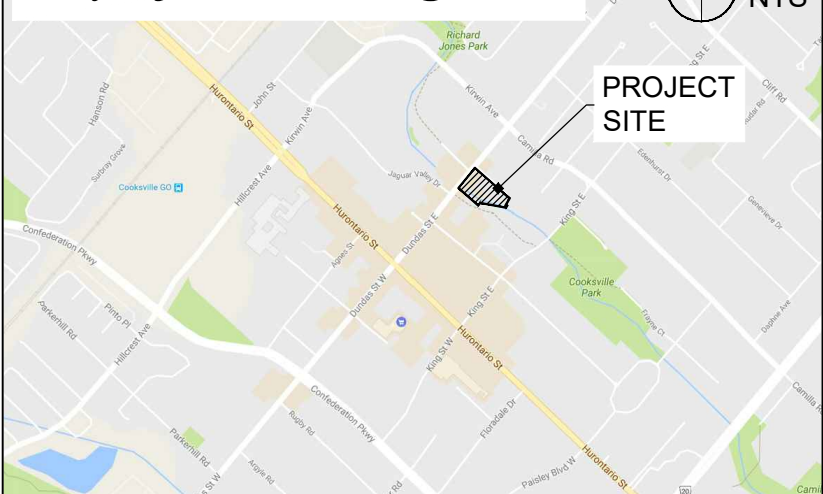 NTS
Richard
Jones Park
PROJECT
SITE
Hurontario St
John St
Hanson Rd
Kirwin Ave
Kirwin Ave
Cliff Rd
Camilla Rd
Surbray Grove
Hillcrest Ave
Cooksville GO
Jaguar Valley Dr
Edenhurst Dr
King St E
Genevieve Dr
Hurontario St
Dundas St E
Agnes St
Confederation Pkwy
Dundas St W
King St E
Cooksville
Park
Parkerhill Rd
Pinto Pl
Hillcrest Ave
Frayne Ct
Daphne Ave
Hurontario St
King St W
Confederation Pkwy
Floradale Dr
Camilla R
Rugby Rd
Parkerhill Rd
Argyle Rd
Paisley Blvd W
Hurontario St
s St W
Rd
Camil